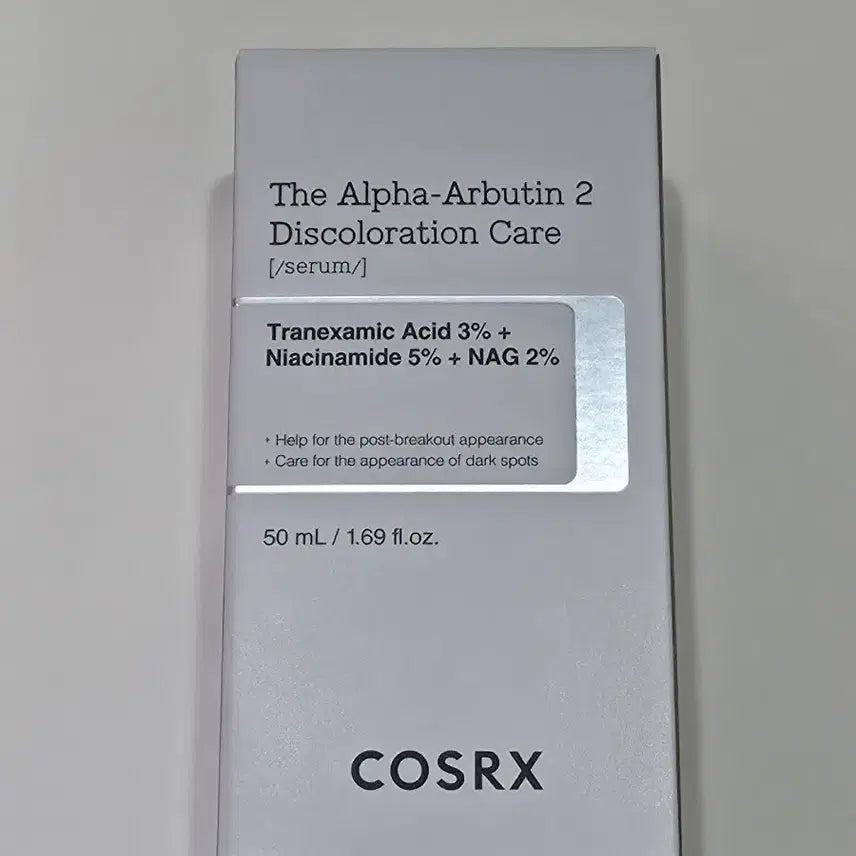 The Alpha-Arbutin 2
Discoloration Care
[/serum/]
Tranexamic Acid 3% +
Niacinamide 5% + NAG 2%
+ Help for the post-breakout appearance
+ Care for the appearance of dark spots
50 mL / 1.69 fl.oz.
COSRX